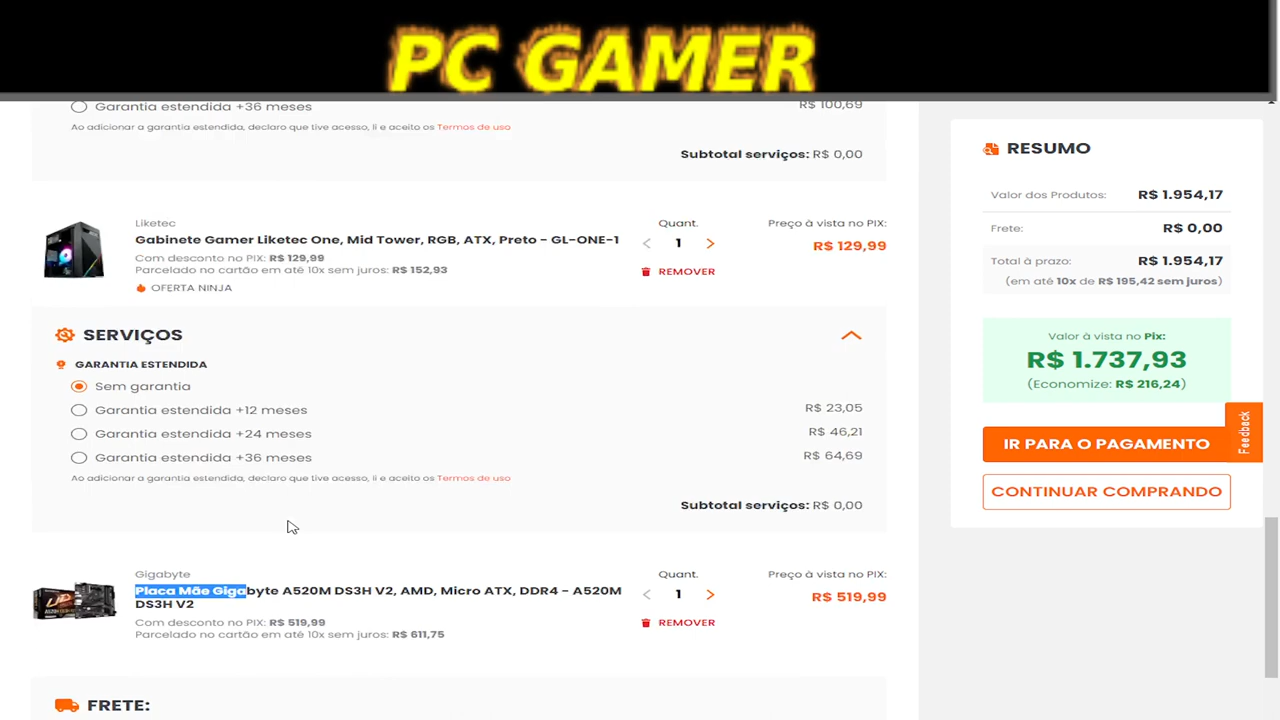 PC GAMER
Garantia estendida +36 meses
R$ 100,69
Ao adicionar a garantia estendida, declaro que tive acesso, li e aceito os Termos de uso
Subtotal serviços: R$ 0,00
Liketec
Gabinete Gamer Liketec One, Mid Tower, RGB, ATX, Preto - GL-ONE-1
Com desconto no PIX: R$ 129,99
Parcelado no cartão em até 10x sem juros: R$ 152,93
OFERTA NINJA
Quant.
< 1 >
REMOVER
Preço à vista no PIX:
R$ 129,99
SERVIÇOS
GARANTIA ESTENDIDA
Sem garantia
Garantia estendida +12 meses
R$ 23,05
Garantia estendida +24 meses
R$ 46,21
Garantia estendida +36 meses
R$ 64,69
Ao adicionar a garantia estendida, declaro que tive acesso, li e aceito os Termos de uso
Subtotal serviços: R$ 0,00
Gigabyte
Placa Mãe Gigabyte A520M DS3H V2, AMD, Micro ATX, DDR4 - A520M
DS3H V2
Com desconto no PIX: R$ 519,99
Parcelado no cartão em até 10x sem juros: R$ 611,75
Quant.
< 1 >
REMOVER
Preço à vista no PIX:
R$ 519,99
FRETE:
RESUMO
Valor dos Produtos: R$ 1.954,17
Frete: R$ 0,00
Total à prazo: R$ 1.954,17
(em até 10x de R$ 195,42 sem juros)
Valor à vista no Pix:
R$ 1.737,93
(Economize: R$ 216,24)
Feedback
IR PARA O PAGAMENTO
CONTINUAR COMPRANDO